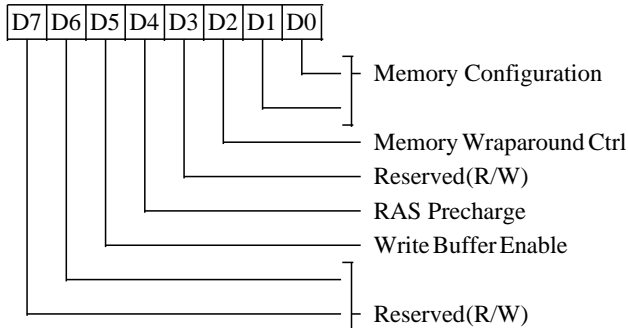 D7 D6 D5 D4 D3 D2 D1 D0
Memory Configuration
Memory Wraparound Ctrl
Reserved (R/W)
RAS Precharge
Write Buffer Enable
Reserved (R/W)